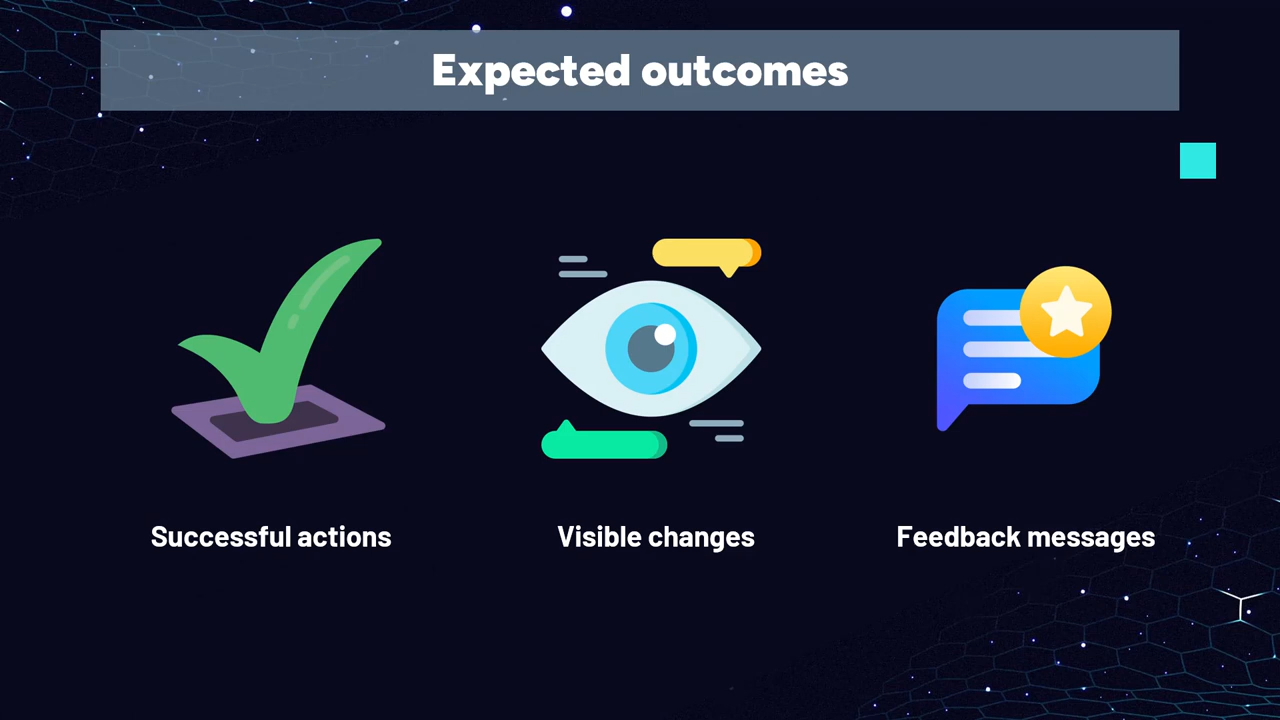 Expected outcomes
Successful actions
Visible changes
Feedback messages